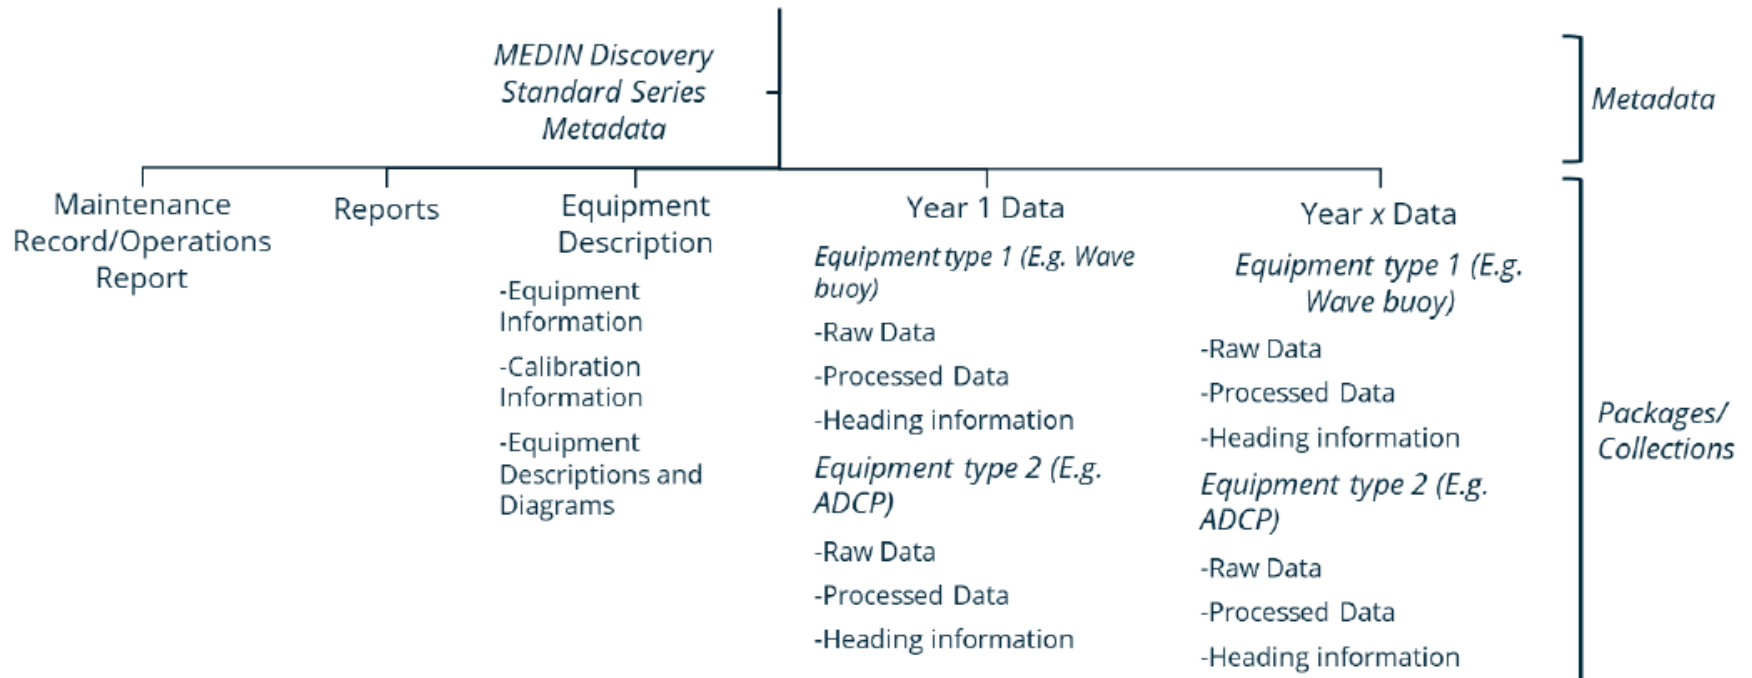 MEDIN Discovery
Standard Series
Metadata
Metadata
Maintenance
Record/Operations
Report
Reports
Equipment
Description
-Equipment
Information
-Calibration
Information
-Equipment
Descriptions and
Diagrams
Year 1 Data
Equipment type 1 (E.g. Wave
buoy)
-Raw Data
-Processed Data
-Heading information
Equipment type 2 (E.g.
ADCP)
-Raw Data
-Processed Data
-Heading information
Year x Data
Equipment type 1 (E.g.
Wave buoy)
-Raw Data
-Processed Data
-Heading information
Equipment type 2 (E.g.
ADCP)
-Raw Data
-Processed Data
-Heading information
Packages/
Collections